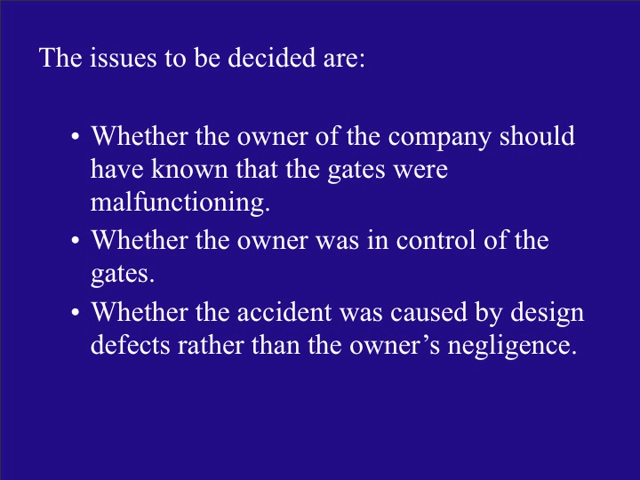 The issues to be decided are:
• Whether the owner of the company should
have known that the gates were
malfunctioning.
• Whether the owner was in control of the
gates.
• Whether the accident was caused by design
defects rather than the owner’s negligence.